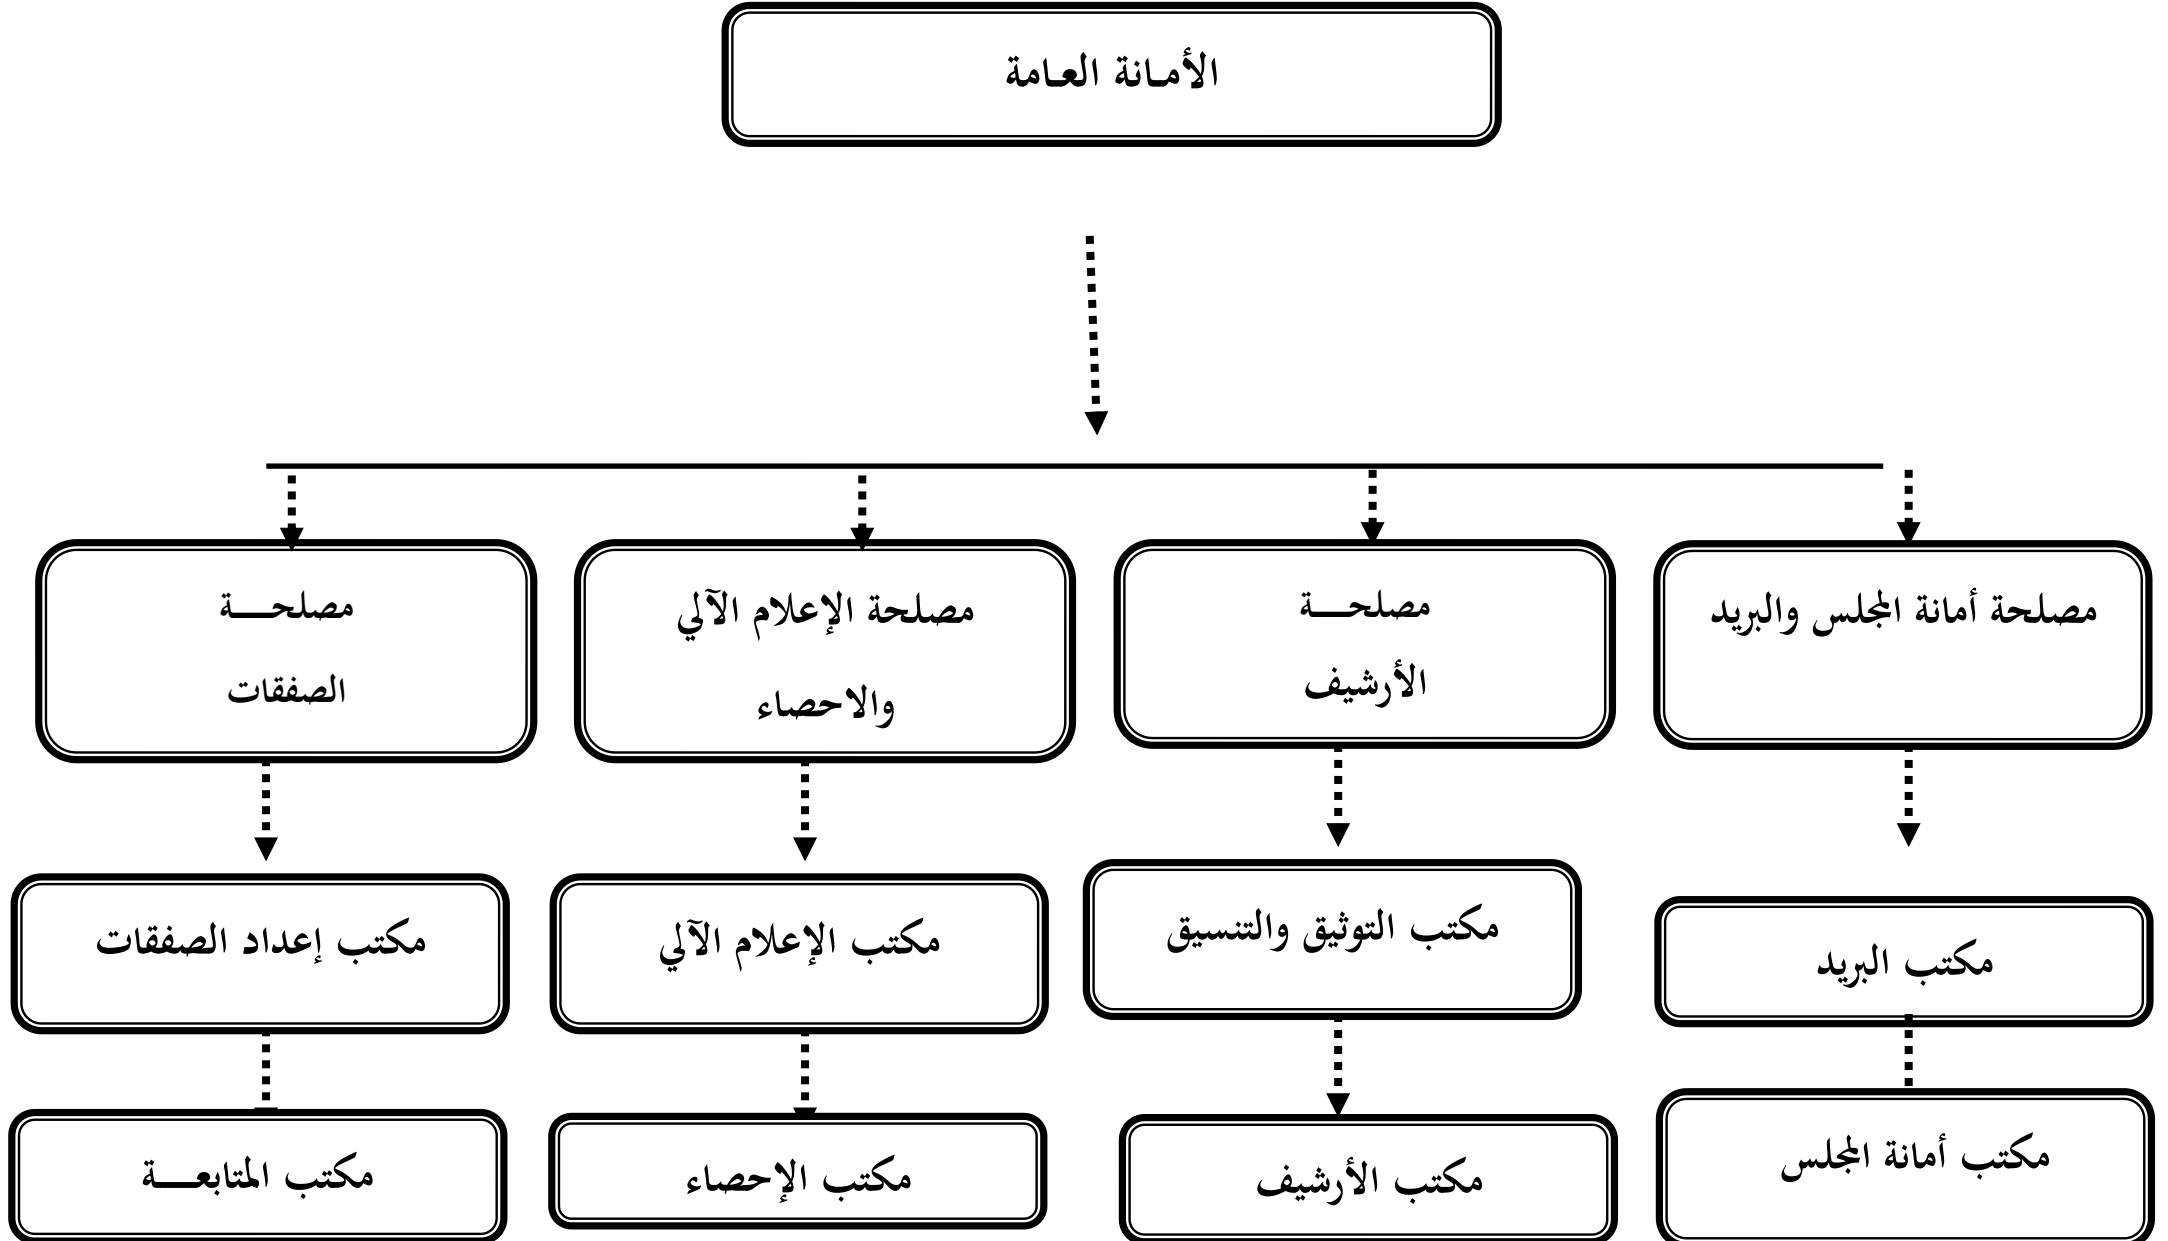 الأمـانة العـامة
مصلحة أمانة المجلس والبريد
مصلحـــة
الأرشيف
مصلحة الإعلام الآلي
والاحصاء
مصلحـــة
الصفقات
مكتب البريد
مكتب التوثيق والتنسيق
مكتب الإعلام الآلي
مكتب إعداد الصفقات
مكتب أمانة المجلس
مكتب الأرشيف
مكتب الإحصاء
مكتب المتابعـــة